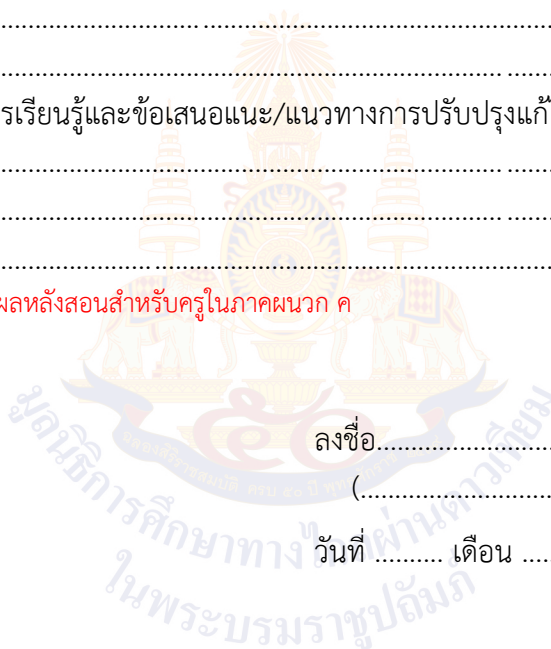 ............................... ....................................................
........................................................................... .......
รเรียนรู้และข้อเสนอแนะ/แนวทางการปรับปรุงแก้
........................................................................... .......
........................................................................... .......
...................................................................................
ผลหลังสอนสำหรับครูในภาคผนวก ค
ลงชื่อ..........................
(.............................
วันที่ .......... เดือน .....
มูลนิธิการศึกษาทางไกลผ่านดาวเทียม
ในพระบรมราชูปถัมภ์